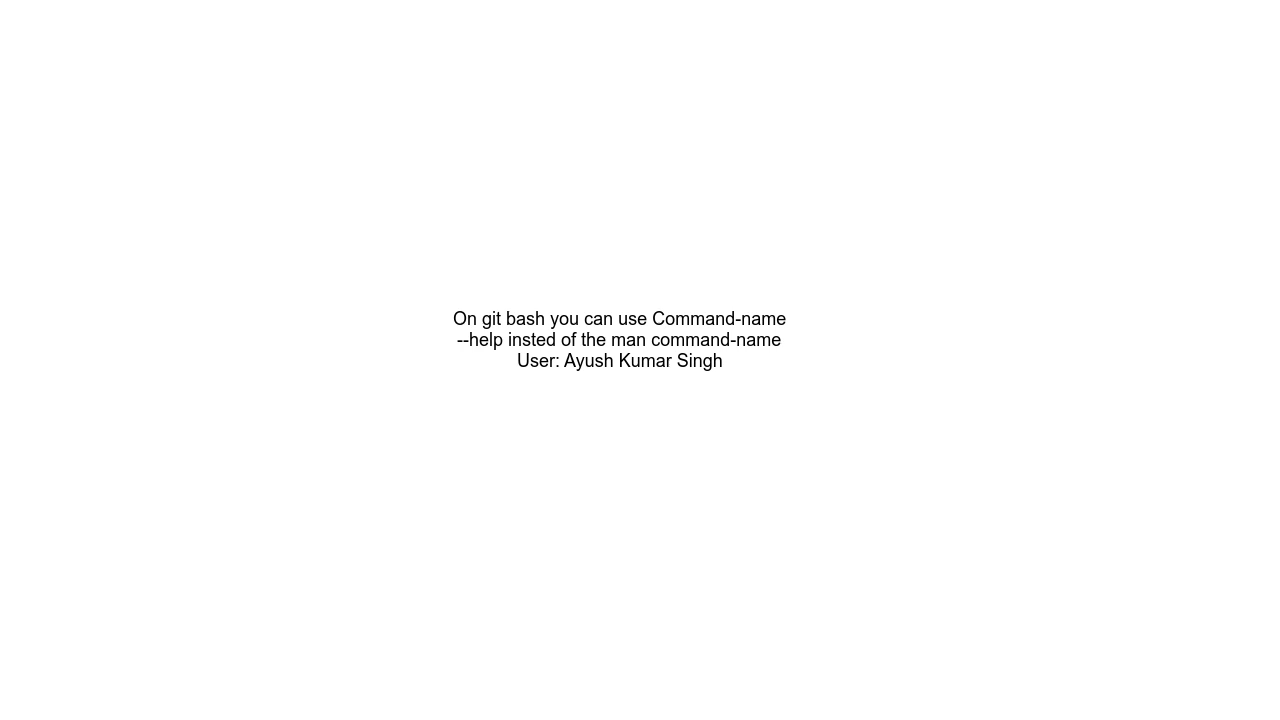 On git bash you can use Command-name
--help insted of the man command-name
User: Ayush Kumar Singh